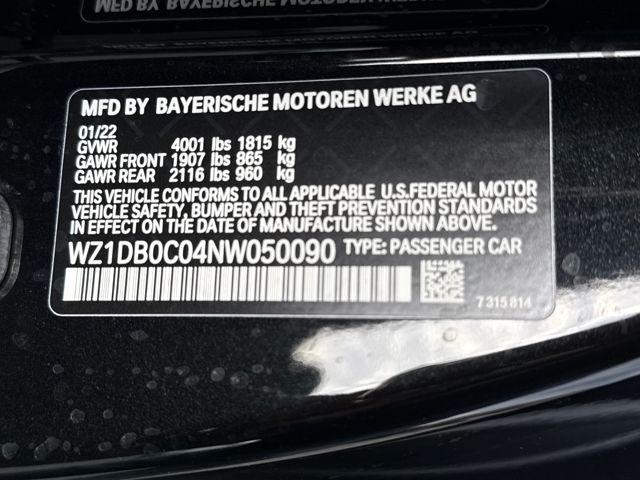 MFD BY BAYERISCHE MOTOREN WERKE AG
01/22
GVWR 4001 lbs 1815 kg
GAWR FRONT 1907 lbs 865 kg
GAWR REAR 2116 lbs 960 kg
THIS VEHICLE CONFORMS TO ALL APPLICABLE U.S.FEDERAL MOTOR
VEHICLE SAFETY, BUMPER AND THEFT PREVENTION STANDARDS
IN EFFECT ON THE DATE OF MANUFACTURE SHOWN ABOVE.
WZ1DB0C04NW050090 TYPE: PASSENGER CAR
7 315 814